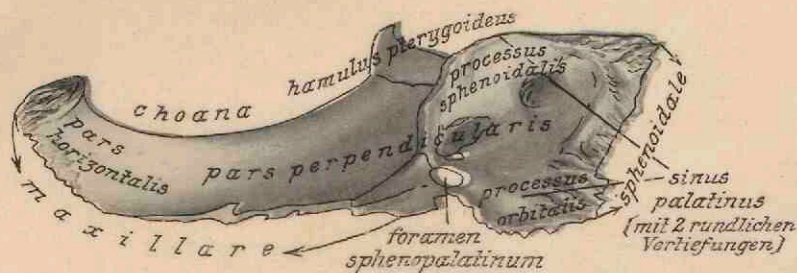 hamulus pterygoideus
processus
sphenoidalis
choana
pars
horizontalis
pars perpendicularis
sphenoidale
maxillare
processus
orbitalis
sinus
palatinus
(mit 2 rundlichen
Vertiefungen)
foramen
sphenopalatinum